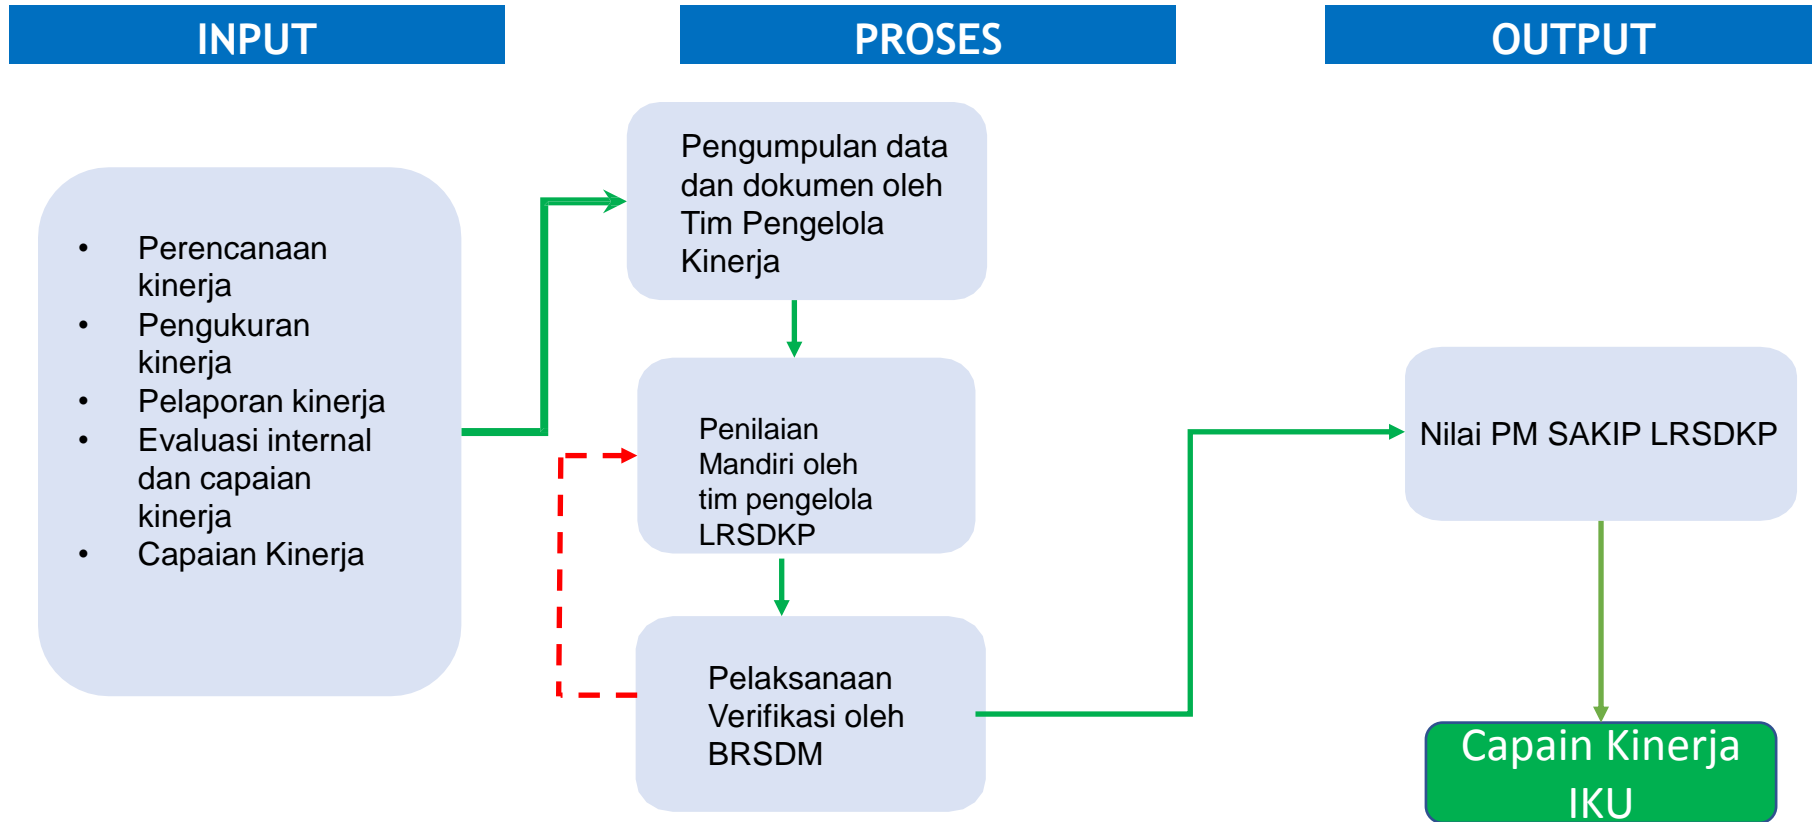 INPUT
PROSES
OUTPUT
• Perencanaan
kinerja
• Pengukuran
kinerja
• Pelaporan kinerja
• Evaluasi internal
dan capaian
kinerja
• Capaian Kinerja
Pengumpulan data
dan dokumen oleh
Tim Pengelola
Kinerja
Penilaian
Mandiri oleh
tim pengelola
LRSDKP
Pelaksanaan
Verifikasi oleh
BRSDM
Nilai PM SAKIP LRSDKP
Capain Kinerja
IKU